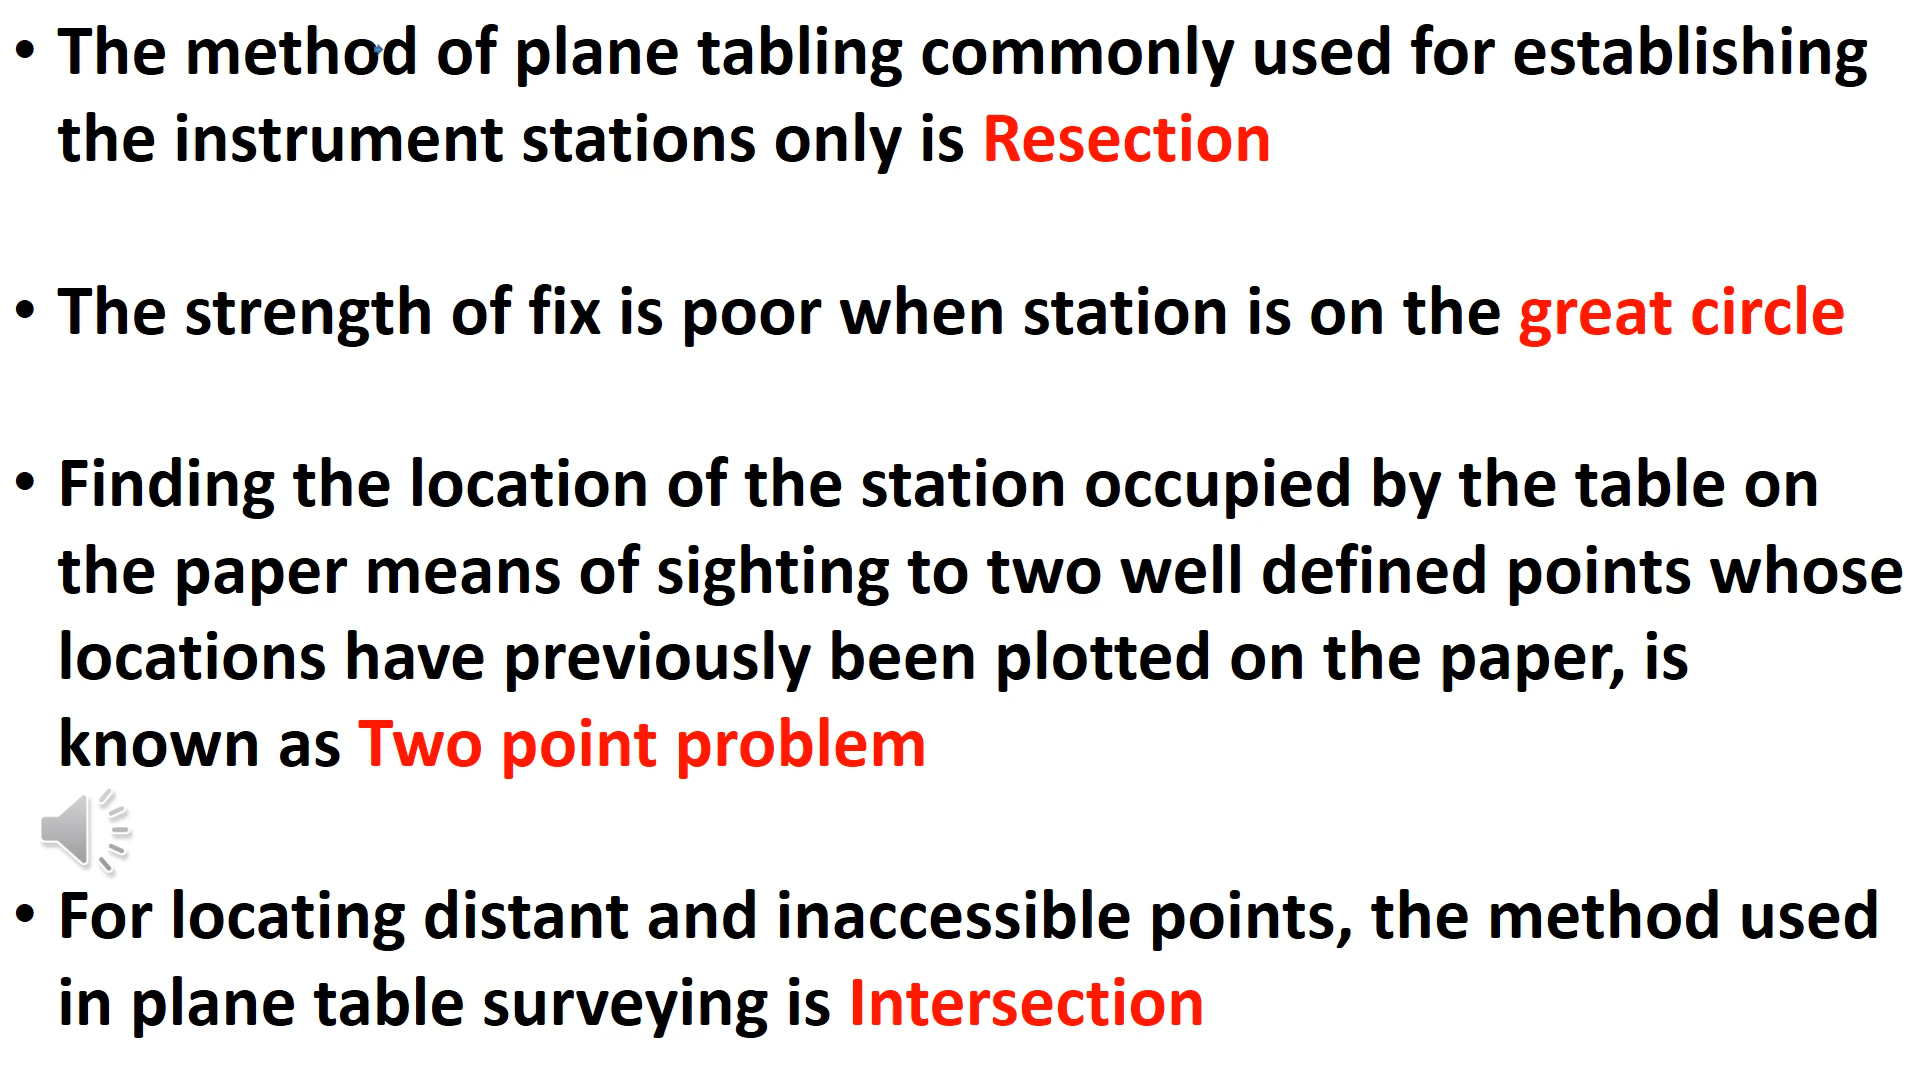 • The method of plane tabling commonly used for establishing
the instrument stations only is Resection
• The strength of fix is poor when station is on the great circle
• Finding the location of the station occupied by the table on
the paper means of sighting to two well defined points whose
locations have previously been plotted on the paper, is
known as Two point problem
• For locating distant and inaccessible points, the method used
in plane table surveying is Intersection